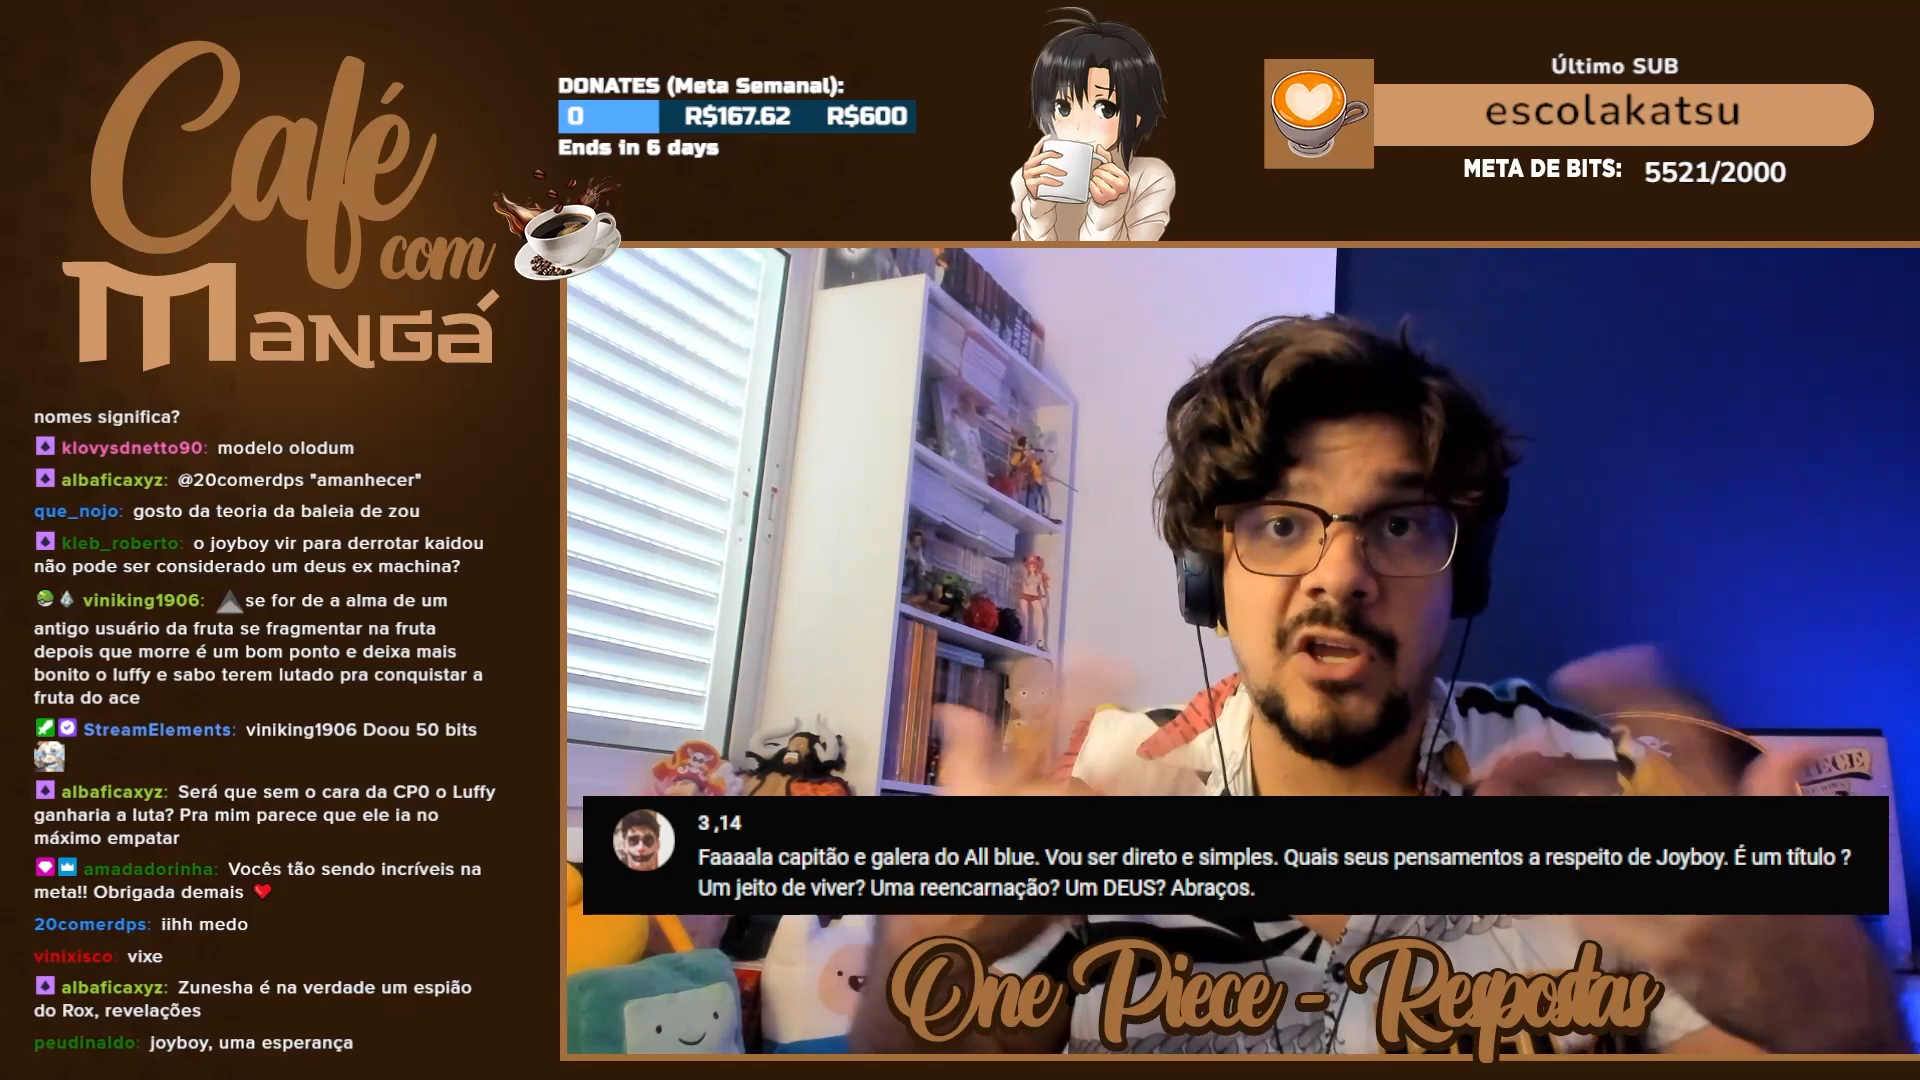 Café
com
Mangá
DONATES (Meta Semanal):
0 R$167.62 R$600
Ends in 6 days
Último SUB
escolakatsu
META DE BITS: 5521/2000
nomes significa?
klovysdnetto90: modelo olodum
albaficaxyz: @20comerdps "amanhecer"
que_nojo: gosto da teoria da baleia de zou
kleb_roberto: o joyboy vir para derrotar kaidou
não pode ser considerado um deus ex machina?
viniking1906: se for de a alma de um
antigo usuário da fruta se fragmentar na fruta
depois que morre é um bom ponto e deixa mais
bonito o luffy e sabo terem lutado pra conquistar a
fruta do ace
StreamElements: viniking1906 Doou 50 bits
albaficaxyz: Será que sem o cara da CP0 o Luffy
ganharia a luta? Pra mim parece que ele ia no
máximo empatar
amadadorinha: Vocês tão sendo incríveis na
meta!! Obrigada demais ❤
20comerdps: iihh medo
vinixisco: vixe
albaficaxyz: Zunesha é na verdade um espião
do Rox, revelações
peudinaldo: joyboy, uma esperança
3 ,14
Faaaala capitão e galera do All blue. Vou ser direto e simples. Quais seus pensamentos a respeito de Joyboy. É um título ?
Um jeito de viver? Uma reencarnação? Um DEUS? Abraços.
One Piece - Respostas